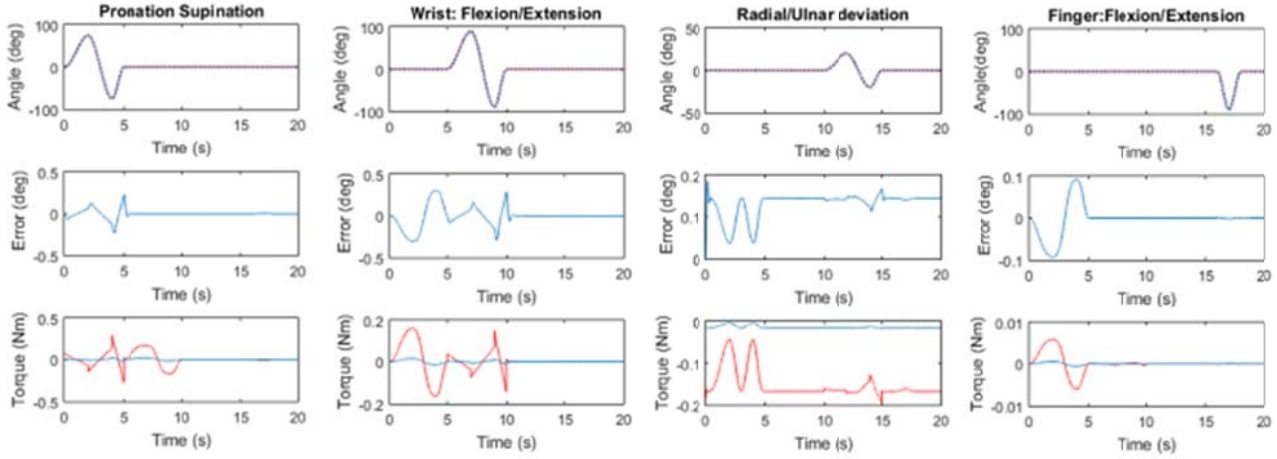 Pronation Supination
Wrist: Flexion/Extension
Radial/Ulnar deviation
Finger:Flexion/Extension
Angle (deg)
100
0
-100
0 5 10 15 20
Time (s)
Angle (deg)
100
0
-100
0 5 10 15 20
Time (s)
Angle (deg)
50
0
-50
0 5 10 15 20
Time (s)
Angle(deg)
100
0
-100
0 5 10 15 20
Time (s)
Error (deg)
0.5
0
-0.5
0 5 10 15 20
Time (s)
Error (deg)
0.5
0
-0.5
0 5 10 15 20
Time (s)
Error (deg)
0.2
0.1
0
0 5 10 15 20
Time (s)
Error (deg)
0.1
0
-0.1
0 5 10 15 20
Time (s)
Torque (Nm)
0.5
0
-0.5
0 5 10 15 20
Time (s)
Torque (Nm)
0.2
0
-0.2
0 5 10 15 20
Time (s)
Torque (Nm)
0
-0.1
-0.2
0 5 10 15 20
Time (s)
Torque (Nm)
0.01
0
-0.01
0 5 10 15 20
Time (s)